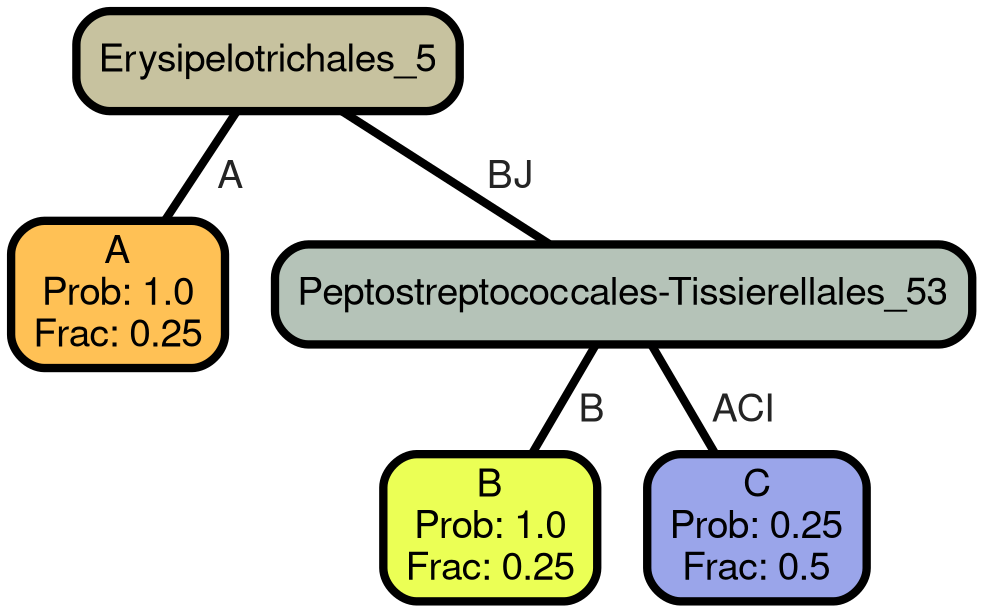 Erysipelotrichales_5
A
BJ
A
Prob: 1.0
Frac: 0.25
Peptostreptococcales-Tissierellales_53
B
ACI
B
Prob: 1.0
Frac: 0.25
C
Prob: 0.25
Frac: 0.5